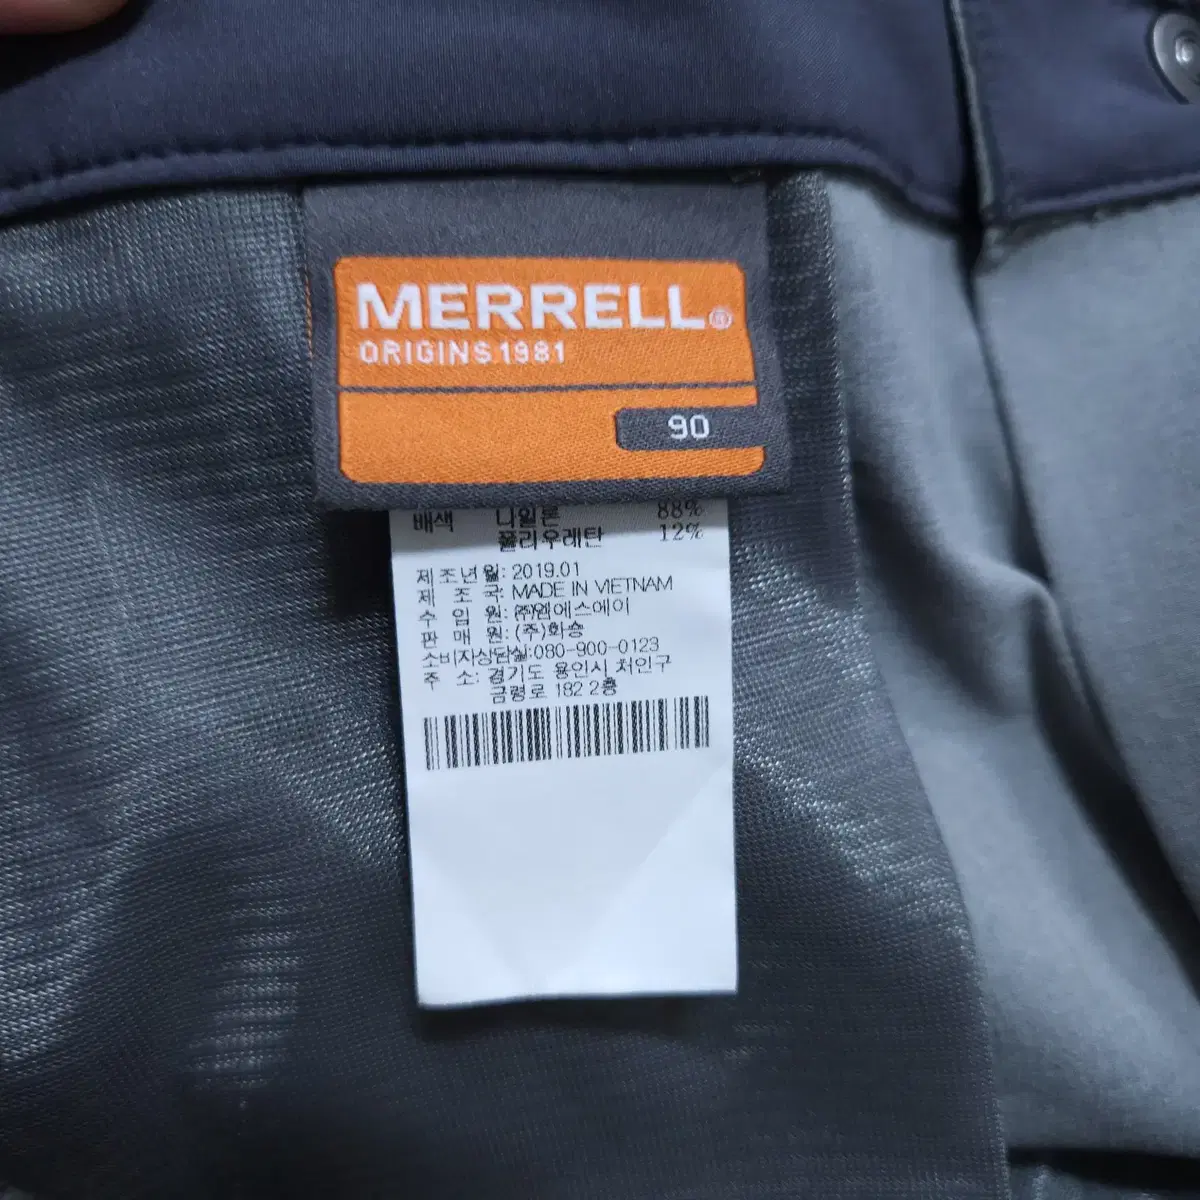 MERRELL®
ORIGINS 1981
90
배색 나일론 88%
폴리우레탄 12%
제조년월: 2019.01
제 조 국: MADE IN VIETNAM
수 입 원: (주)엠에스에이
판 매 원: (주)화승
소비자상담실:080-900-0123
주 소: 경기도 용인시 처인구
금령로 182 2층